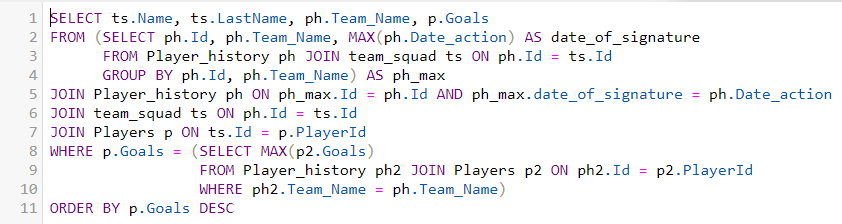 1 SELECT ts.Name, ts.LastName, ph.Team_Name, p.Goals
2 FROM (SELECT ph.Id, ph.Team_Name, MAX(ph.Date_action) AS date_of_signature
3 FROM Player_history ph JOIN team_squad ts ON ph.Id = ts.Id
4 GROUP BY ph.Id, ph.Team_Name) AS ph_max
5 JOIN Player_history ph ON ph_max.Id = ph.Id AND ph_max.date_of_signature = ph.Date_action
6 JOIN team_squad ts ON ph.Id = ts.Id
7 JOIN Players p ON ts.Id = p.PlayerId
8 WHERE p.Goals = (SELECT MAX(p2.Goals)
9 FROM Player_history ph2 JOIN Players p2 ON ph2.Id = p2.PlayerId
10 WHERE ph2.Team_Name = ph.Team_Name)
11 ORDER BY p.Goals DESC